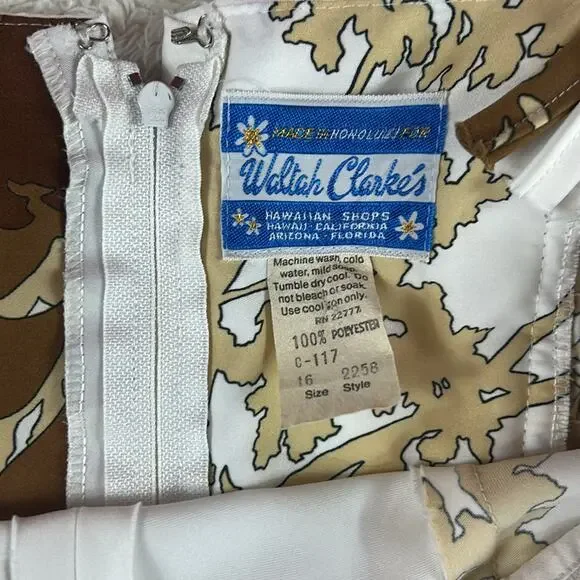 MADE IN HONOLULU FOR
Waltah Clarke's
HAWAIIAN SHOPS
HAWAII - CALIFORNIA
ARIZONA - FLORIDA
Machine wash, cold
water, mild soap.
Tumble dry cool. Do
not bleach or soak.
Use cool iron only.
RN 22777
100% POLYESTER
C-117
16 2258
Size Style